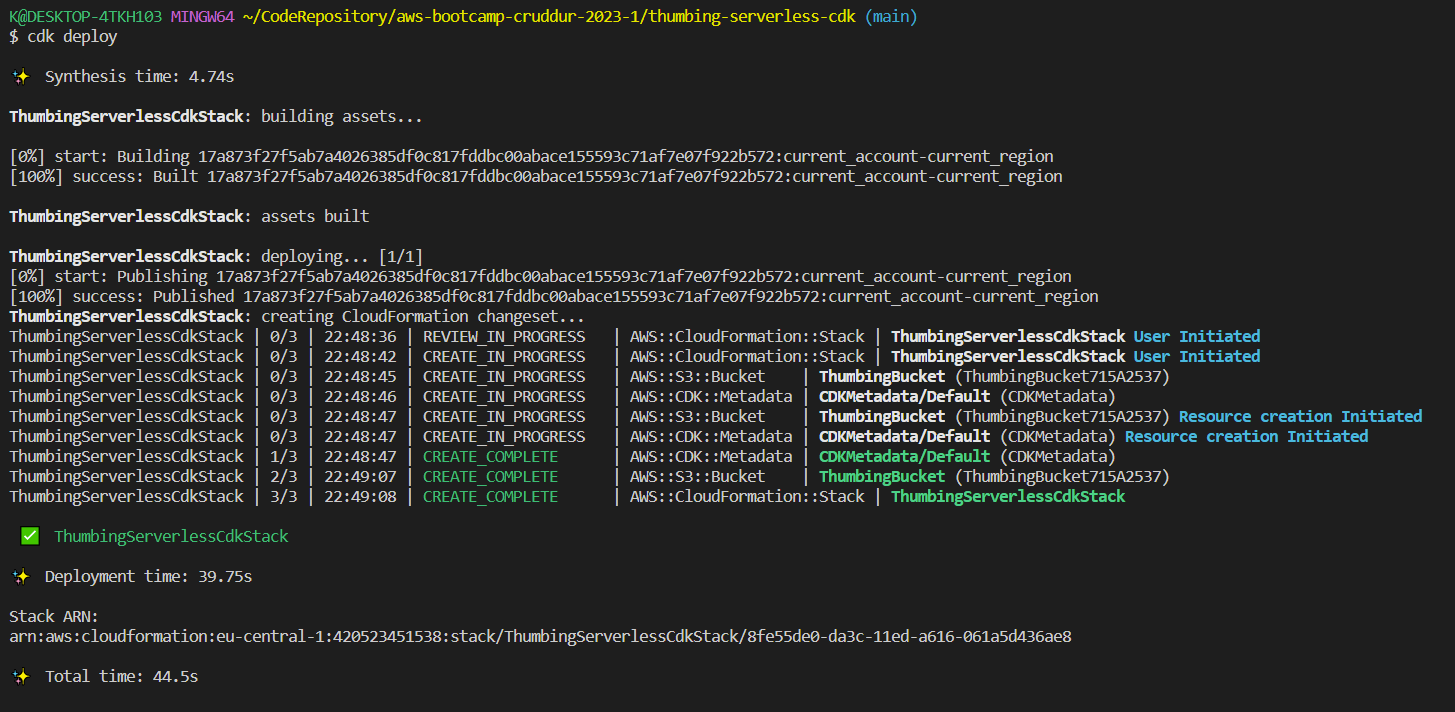 K@DESKTOP-4TKH103 MINGW64 ~/CodeRepository/aws-bootcamp-cruddur-2023-1/thumbing-serverless-cdk (main)
$ cdk deploy
✨  Synthesis time: 4.74s
ThumbingServerlessCdkStack: building assets...
[0%] start: Building 17a873f27f5ab7a4026385df0c817fddbc00abace155593c71af7e07f922b572:current_account-current_region
[100%] success: Built 17a873f27f5ab7a4026385df0c817fddbc00abace155593c71af7e07f922b572:current_account-current_region
ThumbingServerlessCdkStack: assets built
ThumbingServerlessCdkStack: deploying... [1/1]
[0%] start: Publishing 17a873f27f5ab7a4026385df0c817fddbc00abace155593c71af7e07f922b572:current_account-current_region
[100%] success: Published 17a873f27f5ab7a4026385df0c817fddbc00abace155593c71af7e07f922b572:current_account-current_region
ThumbingServerlessCdkStack: creating CloudFormation changeset...
ThumbingServerlessCdkStack | 0/3 | 22:48:36 | REVIEW_IN_PROGRESS   | AWS::CloudFormation::Stack | ThumbingServerlessCdkStack User Initiated
ThumbingServerlessCdkStack | 0/3 | 22:48:42 | CREATE_IN_PROGRESS   | AWS::CloudFormation::Stack | ThumbingServerlessCdkStack User Initiated
ThumbingServerlessCdkStack | 0/3 | 22:48:45 | CREATE_IN_PROGRESS   | AWS::S3::Bucket    | ThumbingBucket (ThumbingBucket715A2537)
ThumbingServerlessCdkStack | 0/3 | 22:48:46 | CREATE_IN_PROGRESS   | AWS::CDK::Metadata | CDKMetadata/Default (CDKMetadata)
ThumbingServerlessCdkStack | 0/3 | 22:48:47 | CREATE_IN_PROGRESS   | AWS::S3::Bucket    | ThumbingBucket (ThumbingBucket715A2537) Resource creation Initiated
ThumbingServerlessCdkStack | 0/3 | 22:48:47 | CREATE_IN_PROGRESS   | AWS::CDK::Metadata | CDKMetadata/Default (CDKMetadata) Resource creation Initiated
ThumbingServerlessCdkStack | 1/3 | 22:48:47 | CREATE_COMPLETE      | AWS::CDK::Metadata | CDKMetadata/Default (CDKMetadata)
ThumbingServerlessCdkStack | 2/3 | 22:49:07 | CREATE_COMPLETE      | AWS::S3::Bucket    | ThumbingBucket (ThumbingBucket715A2537)
ThumbingServerlessCdkStack | 3/3 | 22:49:08 | CREATE_COMPLETE      | AWS::CloudFormation::Stack | ThumbingServerlessCdkStack
✅  ThumbingServerlessCdkStack
✨  Deployment time: 39.75s
Stack ARN:
arn:aws:cloudformation:eu-central-1:420523451538:stack/ThumbingServerlessCdkStack/8fe55de0-da3c-11ed-a616-061a5d436ae8
✨  Total time: 44.5s